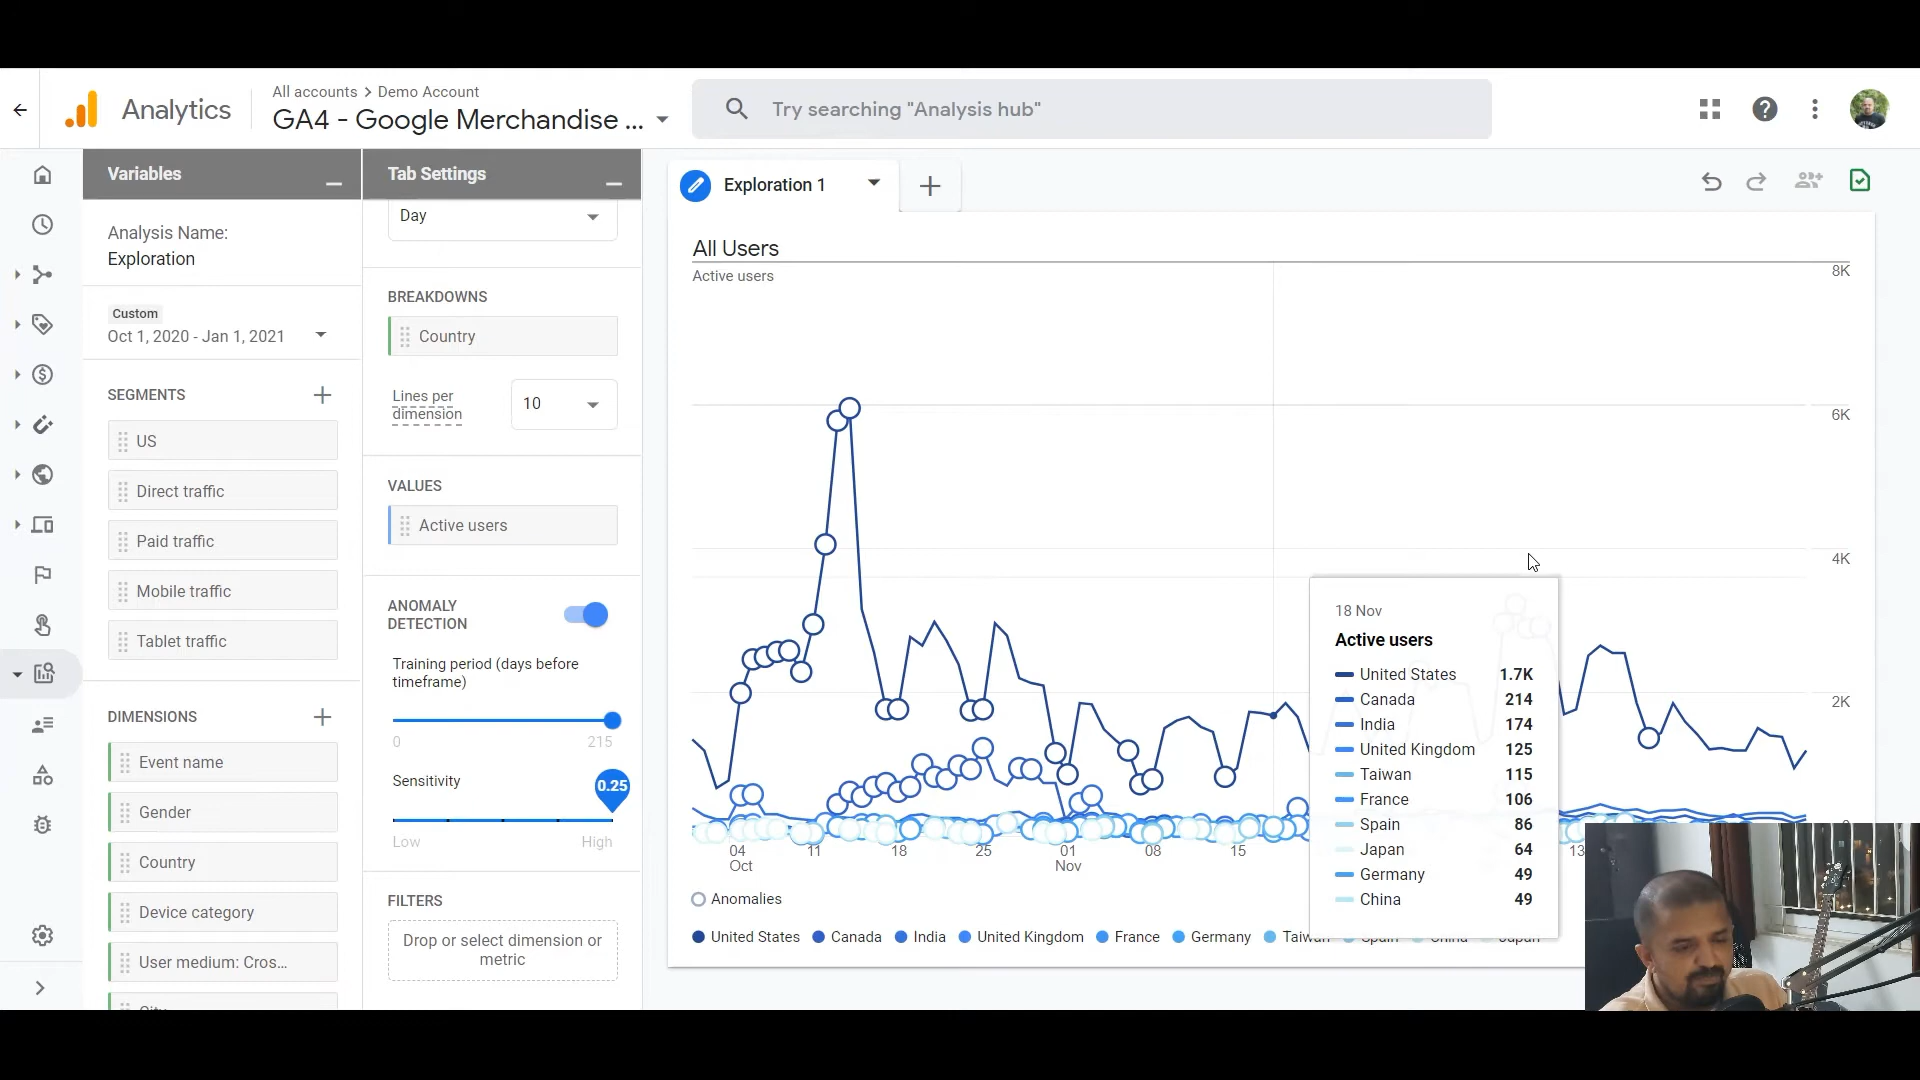 Analytics
All accounts > Demo Account
GA4 - Google Merchandise ...
Try searching "Analysis hub"
Variables
Analysis Name:
Exploration
Custom
Oct 1, 2020 - Jan 1, 2021
SEGMENTS
US
Direct traffic
Paid traffic
Mobile traffic
Tablet traffic
DIMENSIONS
Event name
Gender
Country
Device category
User medium: Cros...
City
Tab Settings
Day
BREAKDOWNS
Country
Lines per
dimension
10
VALUES
Active users
ANOMALY
DETECTION
Training period (days before
timeframe)
0 215
Sensitivity
0.25
Low High
FILTERS
Drop or select dimension or
metric
Exploration 1
All Users
Active users
8K
6K
4K
2K
0
04 11 18 25 01 08 15 13
Oct Nov
18 Nov
Active users
United States 1.7K
Canada 214
India 174
United Kingdom 125
Taiwan 115
France 106
Spain 86
Japan 64
Germany 49
China 49
Anomalies
United States Canada India United Kingdom France Germany Taiwan Spain China Japan